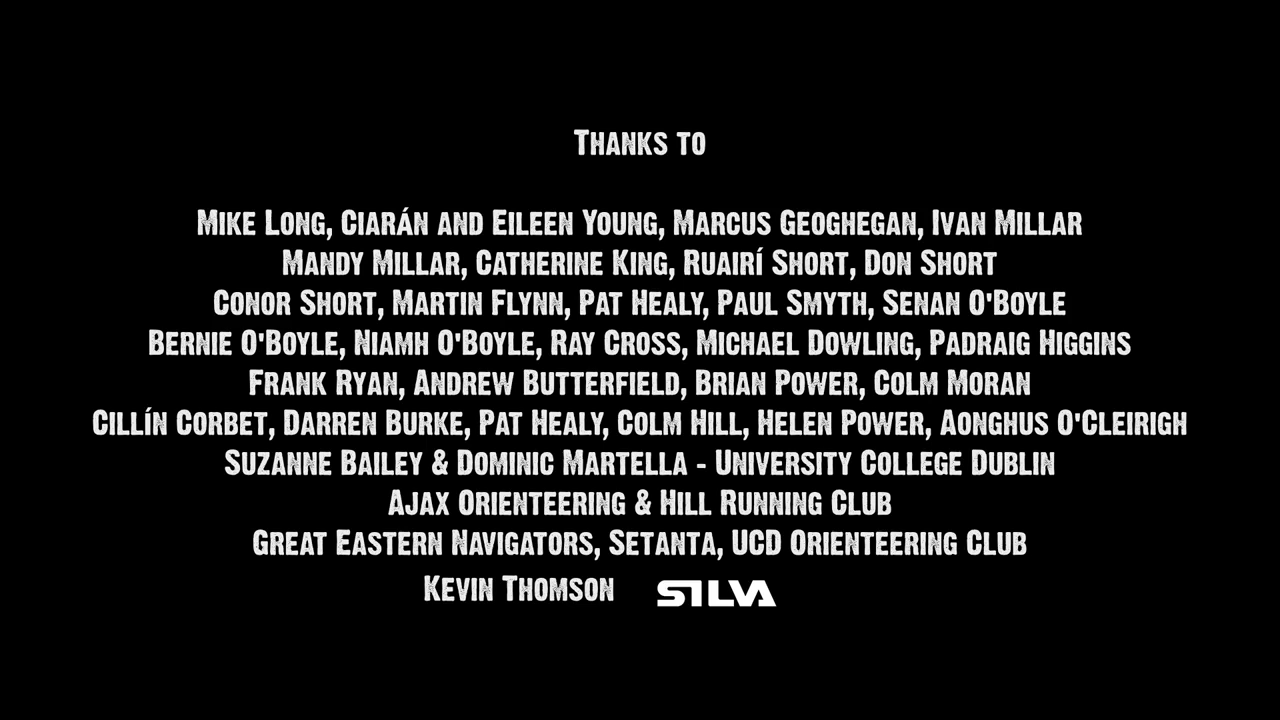 Thanks to
Mike Long, Ciarán and Eileen Young, Marcus Geoghegan, Ivan Millar
Mandy Millar, Catherine King, Ruairí Short, Don Short
Conor Short, Martin Flynn, Pat Healy, Paul Smyth, Senan O'Boyle
Bernie O'Boyle, Niamh O'Boyle, Ray Cross, Michael Dowling, Padraig Higgins
Frank Ryan, Andrew Butterfield, Brian Power, Colm Moran
Cillín Corbet, Darren Burke, Pat Healy, Colm Hill, Helen Power, Aonghus O'Cleirigh
Suzanne Bailey & Dominic Martella - University College Dublin
Ajax Orienteering & Hill Running Club
Great Eastern Navigators, Setanta, UCD Orienteering Club
Kevin Thomson SILVA